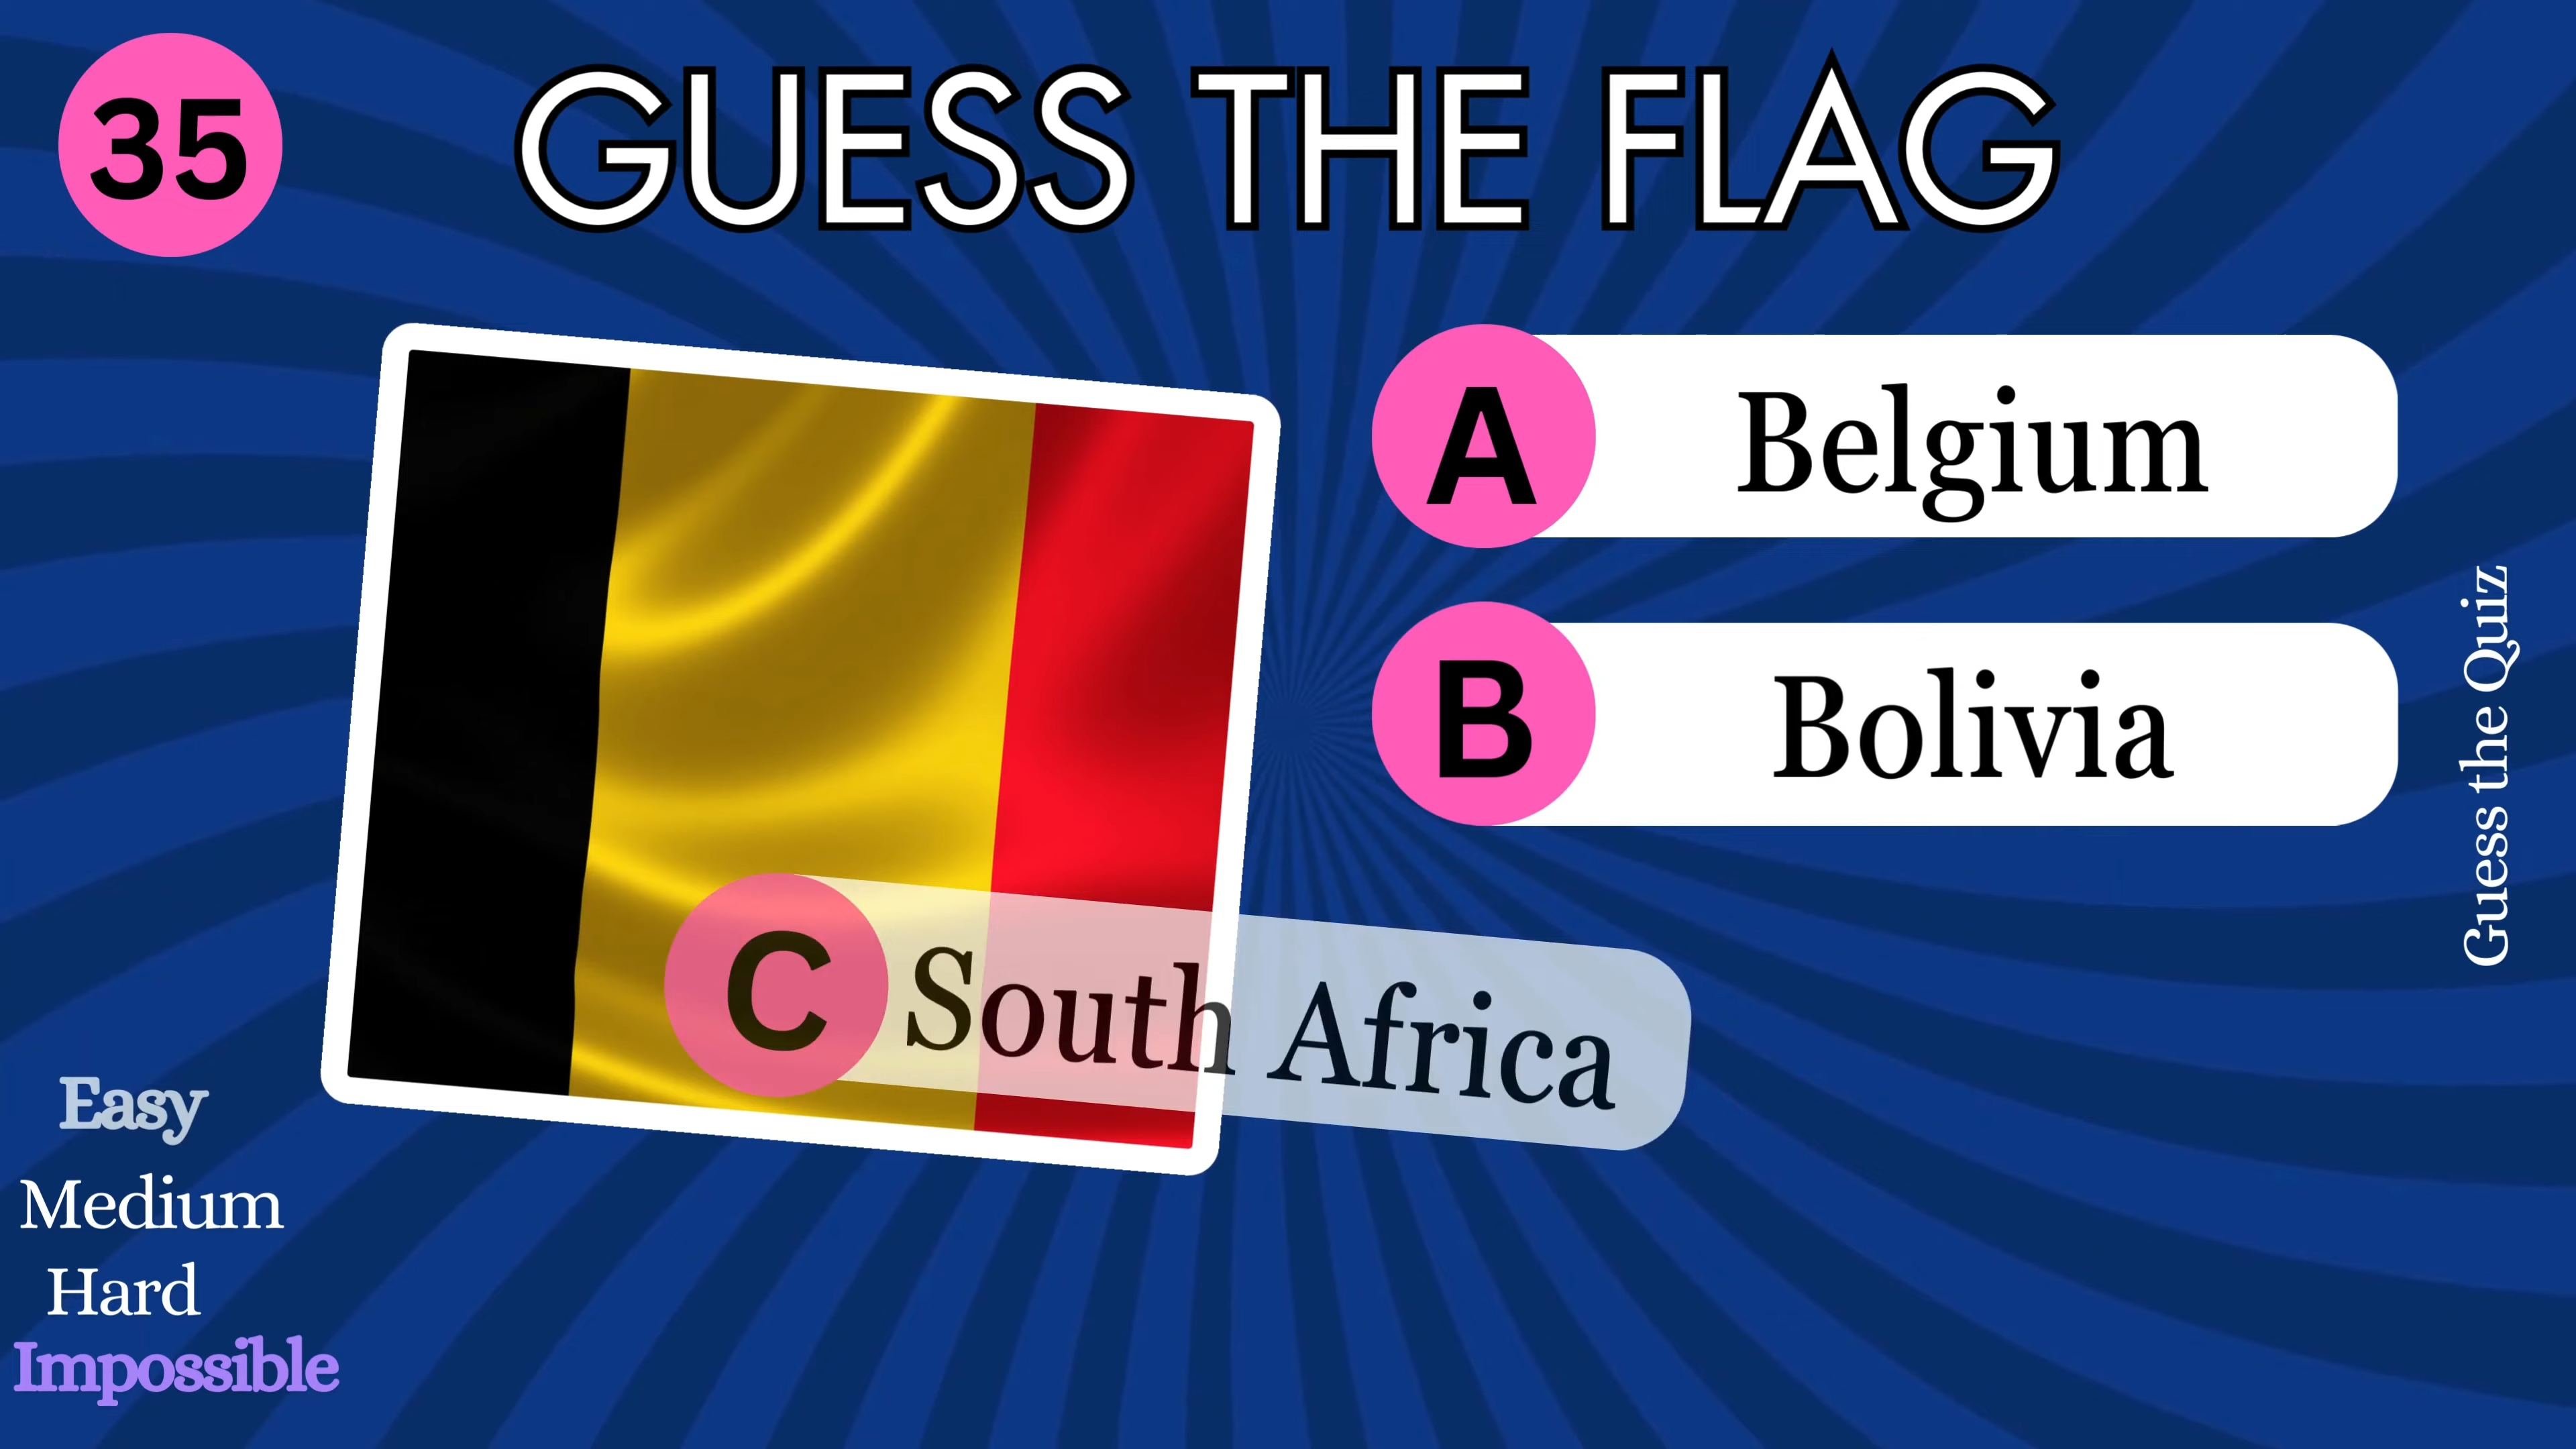 35
GUESS THE FLAG
A Belgium
B Bolivia
C South Africa
Guess the Quiz
Easy
Medium
Hard
Impossible